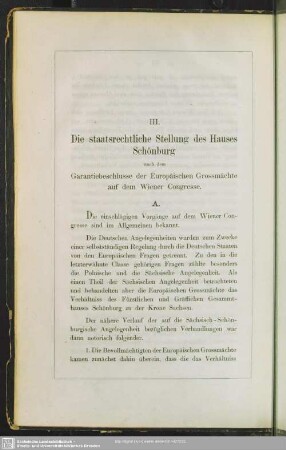 III.
Die staatsrechtliche Stellung des Hauses
Schönburg
nach dem
Garantiebeschlusse der Europäischen Grossmächte
auf dem Wiener Congresse.
A.
Die einschlägigen Vorgänge auf dem Wiener Con-
gresse sind im Allgemeinen bekannt.
Die Deutschen Angelegenheiten wurden zum Zwecke
einer selbstständigen Regelung durch die Deutschen Staaten
von den Europäischen Fragen getrennt. Zu den in die
letzterwähnte Classe gehörigen Fragen zählte besonders
die Polnische und die Sächsische Angelegenheit. Als
einen Theil der Sächsischen Angelegenheit betrachteten
und behandelten aber die Europäischen Grossmächte das
Verhältniss des Fürstlichen und Gräflichen Gesammt-
hauses Schönburg zu der Krone Sachsen.
Der nähere Verlauf der auf die Sächsisch-Schön-
burgische Angelegenheit bezüglichen Verhandlungen war
dann notorisch folgender.
1. Die Bevollmächtigten der Europäischen Grossmächte
kamen zunächst dahin überein, dass die das Verhältniss